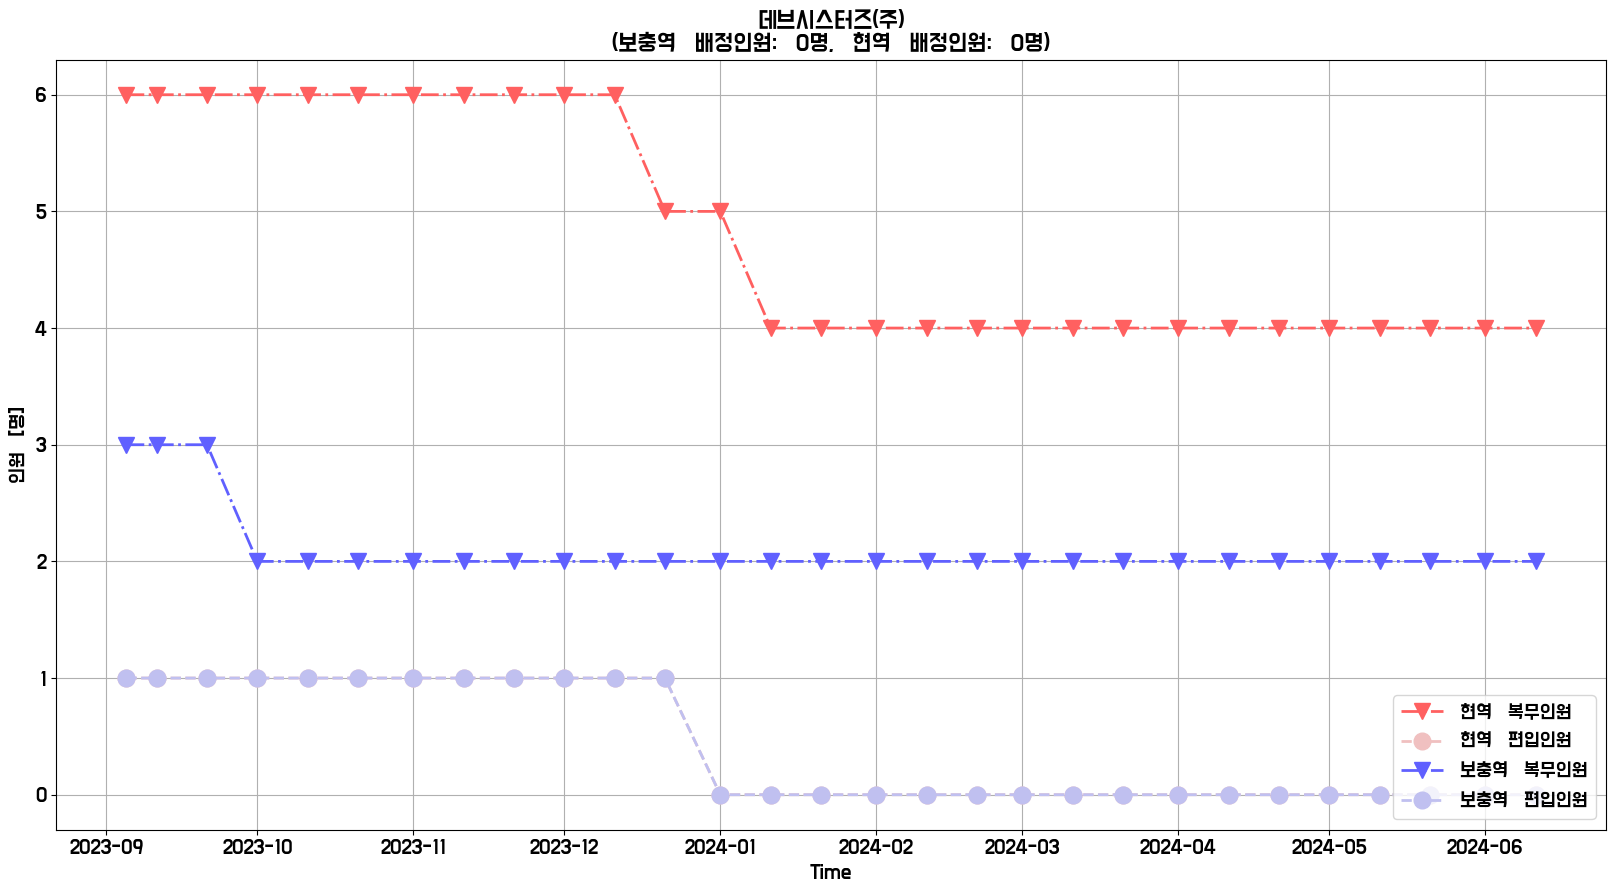 데브시스터즈(주)
(보충역 배정인원: 0명, 현역 배정인원: 0명)
6
5
4
3
2
1
0
인원 [명]
2023-09 2023-10 2023-11 2023-12 2024-01 2024-02 2024-03 2024-04 2024-05 2024-06
Time
현역 복무인원
현역 편입인원
보충역 복무인원
보충역 편입인원